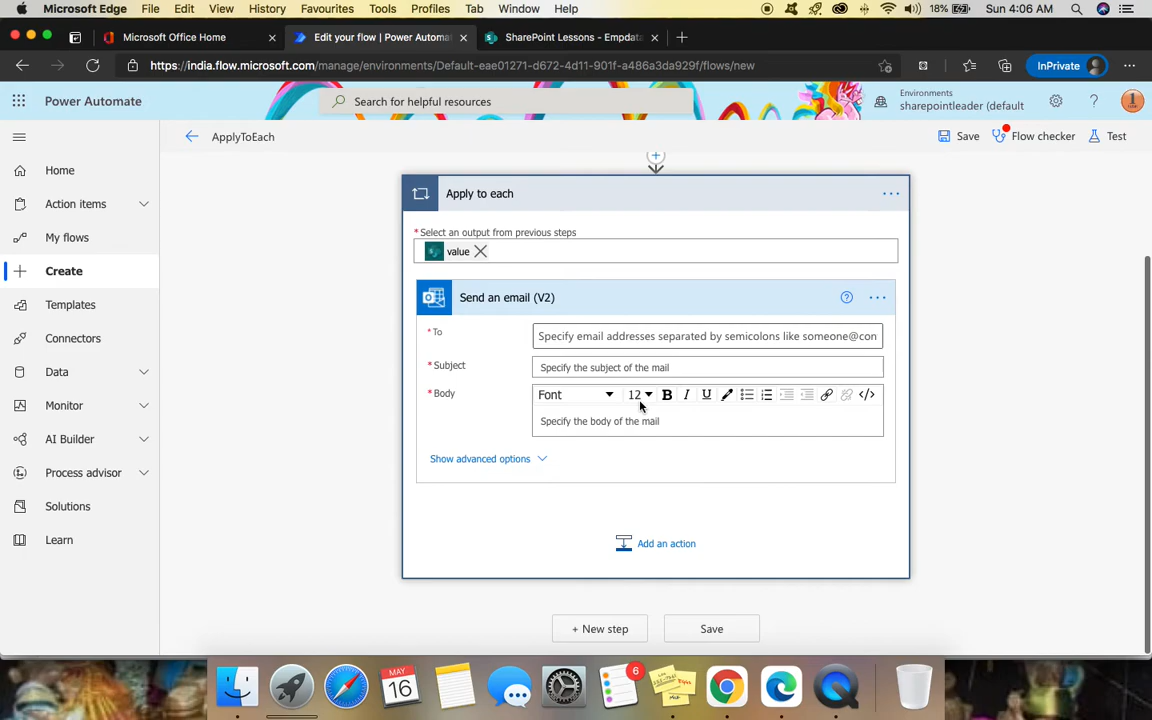 Microsoft Edge File Edit View History Favourites Tools Profiles Tab Window Help 18% Sun 4:06 AM
Microsoft Office Home Edit your flow | Power Automat SharePoint Lessons - Empdata
https://india.flow.microsoft.com/manage/environments/Default-eae01271-d672-4d11-901f-a486a3da929f/flows/new InPrivate
Power Automate Search for helpful resources Environments
sharepointleader (default
ApplyToEach Save Flow checker Test
Home
Action items
My flows
Create
Templates
Connectors
Data
Monitor
AI Builder
Process advisor
Solutions
Learn
Apply to each
* Select an output from previous steps
value
Send an email (V2)
* To Specify email addresses separated by semicolons like someone@con
* Subject Specify the subject of the mail
* Body Font 12 B I U </>
Specify the body of the mail
Show advanced options
Add an action
+ New step Save
MAY
16
6